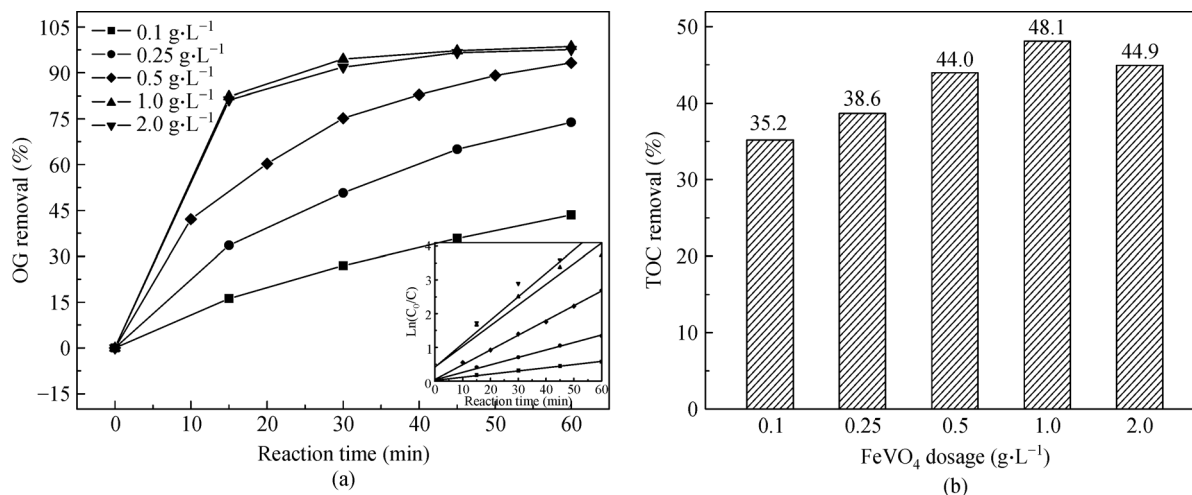 105
90
75
60
45
30
15
0
−15
OG removal (%)
0.1 g·L⁻¹
0.25 g·L⁻¹
0.5 g·L⁻¹
1.0 g·L⁻¹
2.0 g·L⁻¹
4
3
2
1
0
Ln(C₀/C)
0 10 20 30 40 50 60
Reaction time (min)
0 10 20 30 40 50 60
Reaction time (min)
(a)
50
40
30
20
10
0
TOC removal (%)
35.2 38.6 44.0 48.1 44.9
0.1 0.25 0.5 1.0 2.0
FeVO₄ dosage (g·L⁻¹)
(b)